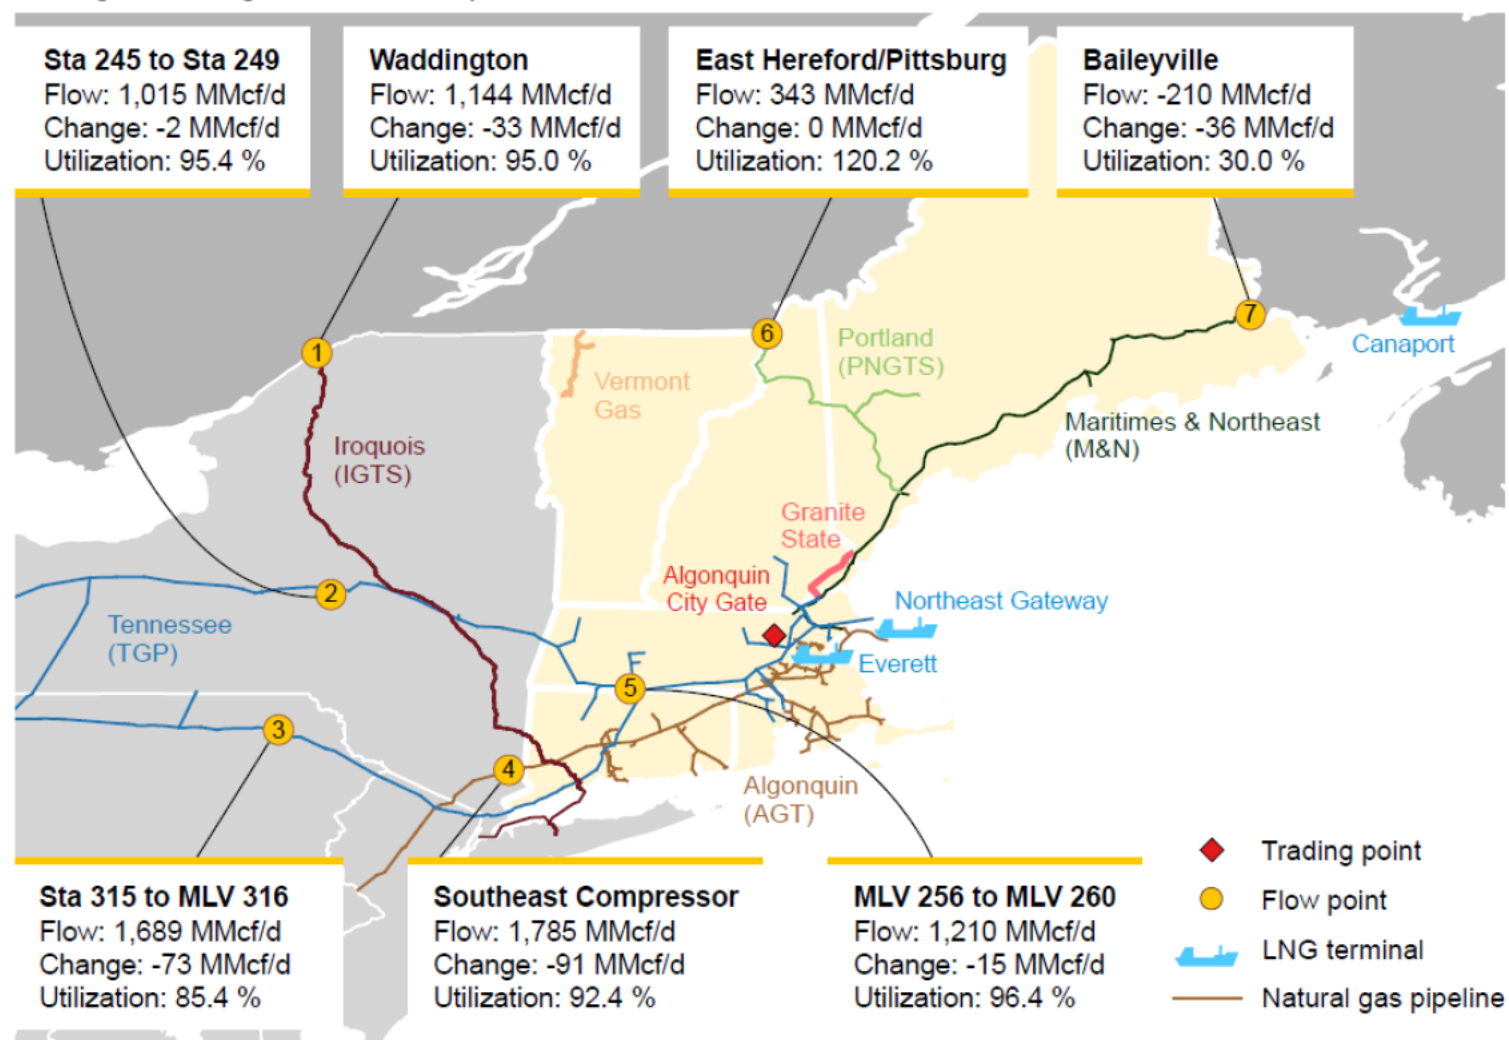 Sta 245 to Sta 249
Flow: 1,015 MMcf/d
Change: -2 MMcf/d
Utilization: 95.4 %
Waddington
Flow: 1,144 MMcf/d
Change: -33 MMcf/d
Utilization: 95.0 %
East Hereford/Pittsburg
Flow: 343 MMcf/d
Change: 0 MMcf/d
Utilization: 120.2 %
Baileyville
Flow: -210 MMcf/d
Change: -36 MMcf/d
Utilization: 30.0 %
1
6
7
Canaport
Portland
(PNGTS)
Vermont
Gas
Maritimes & Northeast
(M&N)
Iroquois
(IGTS)
Granite
State
Algonquin
City Gate
2
Northeast Gateway
Tennessee
(TGP)
Everett
5
3
4
Algonquin
(AGT)
Sta 315 to MLV 316
Flow: 1,689 MMcf/d
Change: -73 MMcf/d
Utilization: 85.4 %
Southeast Compressor
Flow: 1,785 MMcf/d
Change: -91 MMcf/d
Utilization: 92.4 %
MLV 256 to MLV 260
Flow: 1,210 MMcf/d
Change: -15 MMcf/d
Utilization: 96.4 %
Trading point
Flow point
LNG terminal
Natural gas pipeline